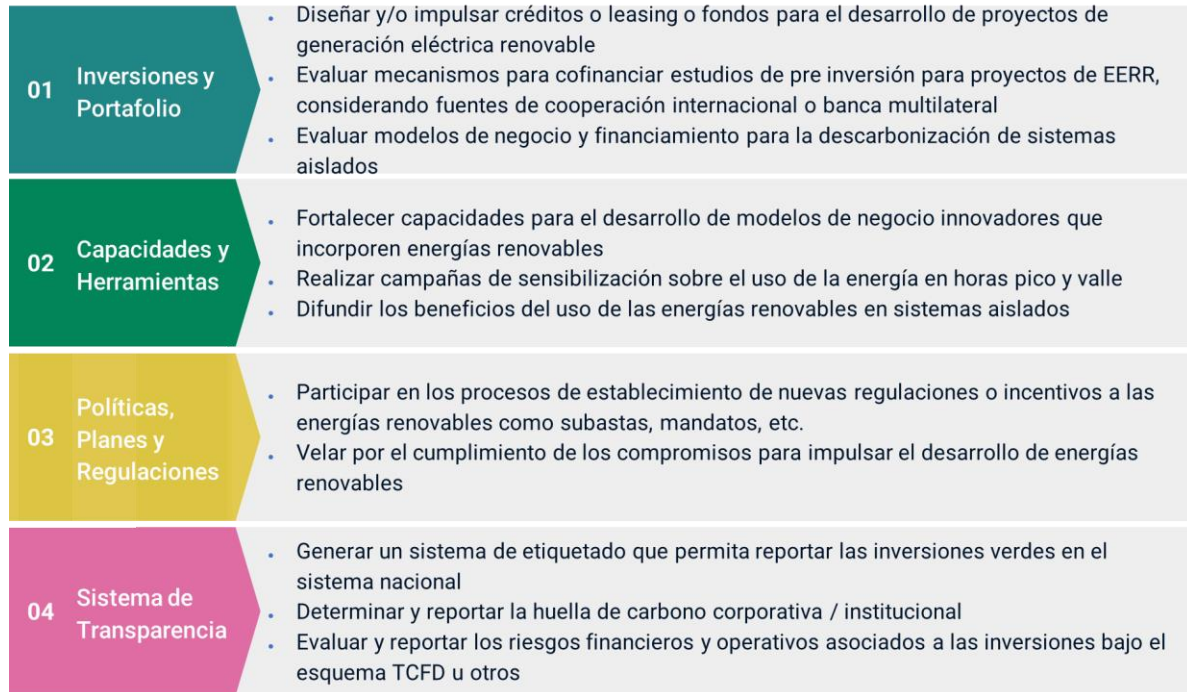 01
Inversiones y
Portafolio
• Diseñar y/o impulsar créditos o leasing o fondos para el desarrollo de proyectos de
generación eléctrica renovable
• Evaluar mecanismos para cofinanciar estudios de pre inversión para proyectos de EERR,
considerando fuentes de cooperación internacional o banca multilateral
• Evaluar modelos de negocio y financiamiento para la descarbonización de sistemas
aislados
02
Capacidades y
Herramientas
• Fortalecer capacidades para el desarrollo de modelos de negocio innovadores que
incorporen energías renovables
• Realizar campañas de sensibilización sobre el uso de la energía en horas pico y valle
• Difundir los beneficios del uso de las energías renovables en sistemas aislados
03
Políticas,
Planes y
Regulaciones
• Participar en los procesos de establecimiento de nuevas regulaciones o incentivos a las
energías renovables como subastas, mandatos, etc.
• Velar por el cumplimiento de los compromisos para impulsar el desarrollo de energías
renovables
04
Sistema de
Transparencia
• Generar un sistema de etiquetado que permita reportar las inversiones verdes en el
sistema nacional
• Determinar y reportar la huella de carbono corporativa / institucional
• Evaluar y reportar los riesgos financieros y operativos asociados a las inversiones bajo el
esquema TCFD u otros